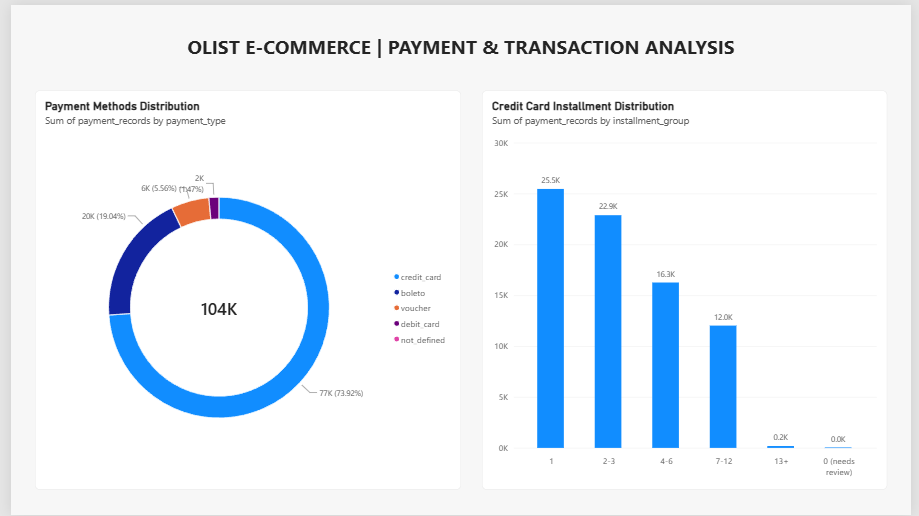 OLIST E-COMMERCE | PAYMENT & TRANSACTION ANALYSIS
Payment Methods Distribution
Sum of payment_records by payment_type
2K
(1.47%)
6K (5.56%)
20K (19.04%)
104K
77K (73.92%)
credit_card
boleto
voucher
debit_card
not_defined
Credit Card Installment Distribution
Sum of payment_records by installment_group
30K
25K
20K
15K
10K
5K
0K
25.5K
22.9K
16.3K
12.0K
0.2K
0.0K
1
2-3
4-6
7-12
13+
0 (needs
review)